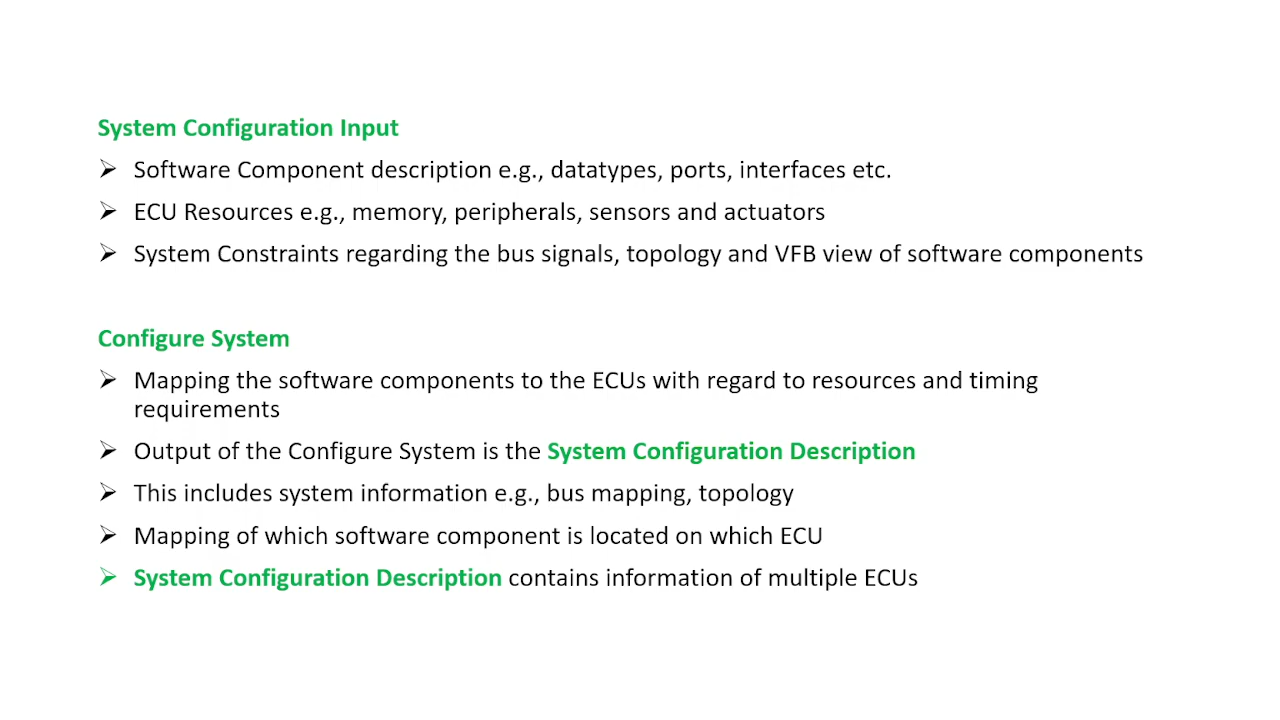 System Configuration Input
➢ Software Component description e.g., datatypes, ports, interfaces etc.
➢ ECU Resources e.g., memory, peripherals, sensors and actuators
➢ System Constraints regarding the bus signals, topology and VFB view of software components
Configure System
➢ Mapping the software components to the ECUs with regard to resources and timing
requirements
➢ Output of the Configure System is the System Configuration Description
➢ This includes system information e.g., bus mapping, topology
➢ Mapping of which software component is located on which ECU
➢ System Configuration Description contains information of multiple ECUs